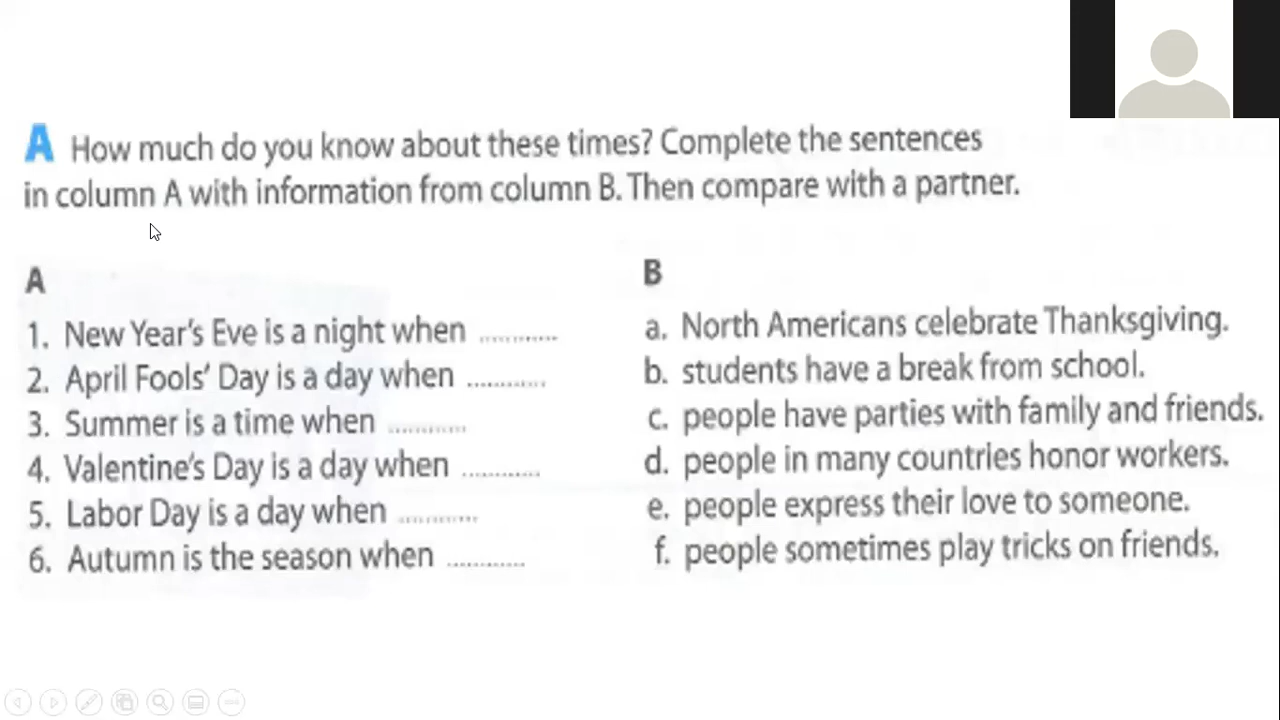 A How much do you know about these times? Complete the sentences
in column A with information from column B. Then compare with a partner.
A
1. New Year's Eve is a night when ............
2. April Fools' Day is a day when ............
3. Summer is a time when ............
4. Valentine's Day is a day when ............
5. Labor Day is a day when ............
6. Autumn is the season when ............
B
a. North Americans celebrate Thanksgiving.
b. students have a break from school.
c. people have parties with family and friends.
d. people in many countries honor workers.
e. people express their love to someone.
f. people sometimes play tricks on friends.